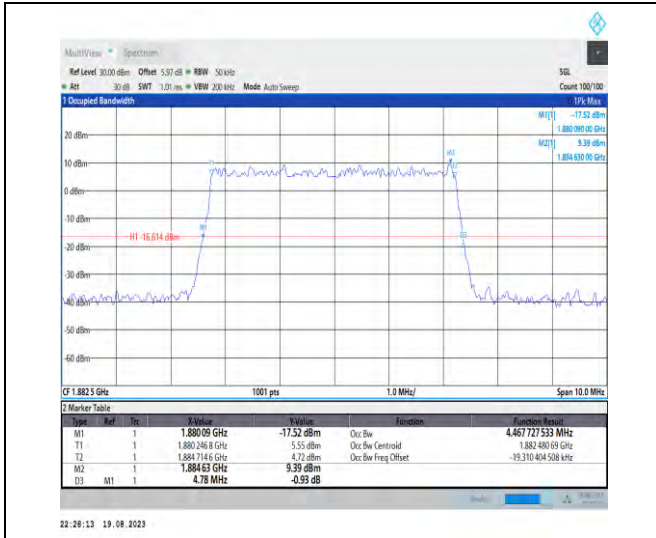 MultiView Spectrum
Ref Level 30.00 dBm Offset 5.97 dB RBW 50 kHz SGL
Att 30 dB SWT 1.01 ms VBW 200 kHz Mode Auto Sweep Count 100/100
1 Occupied Bandwidth 1Pk Max
M1[1] -17.52 dBm
1.880 090 00 GHz
M2[1] 9.39 dBm
1.884 630 00 GHz
20 dBm
M2
10 dBm
T1
0 dBm
-10 dBm
M1
H1 -16.614 dBm
D3
-20 dBm
-30 dBm
-40 dBm
-50 dBm
-60 dBm
CF 1.882 5 GHz 1001 pts 1.0 MHz/ Span 10.0 MHz
2 Marker Table
Type Ref Trc X-Value Y-Value Function Function Result
M1 1 1.880 09 GHz -17.52 dBm Occ Bw 4.467 727 533 MHz
T1 1 1.880 246 8 GHz 5.55 dBm Occ Bw Centroid 1.882 480 69 GHz
T2 1 1.884 714 6 GHz 4.72 dBm Occ Bw Freq Offset -19.310 404 508 kHz
M2 1 1.884 63 GHz 9.39 dBm
D3 M1 1 4.78 MHz -0.93 dB
22:28:13 19.08.2023